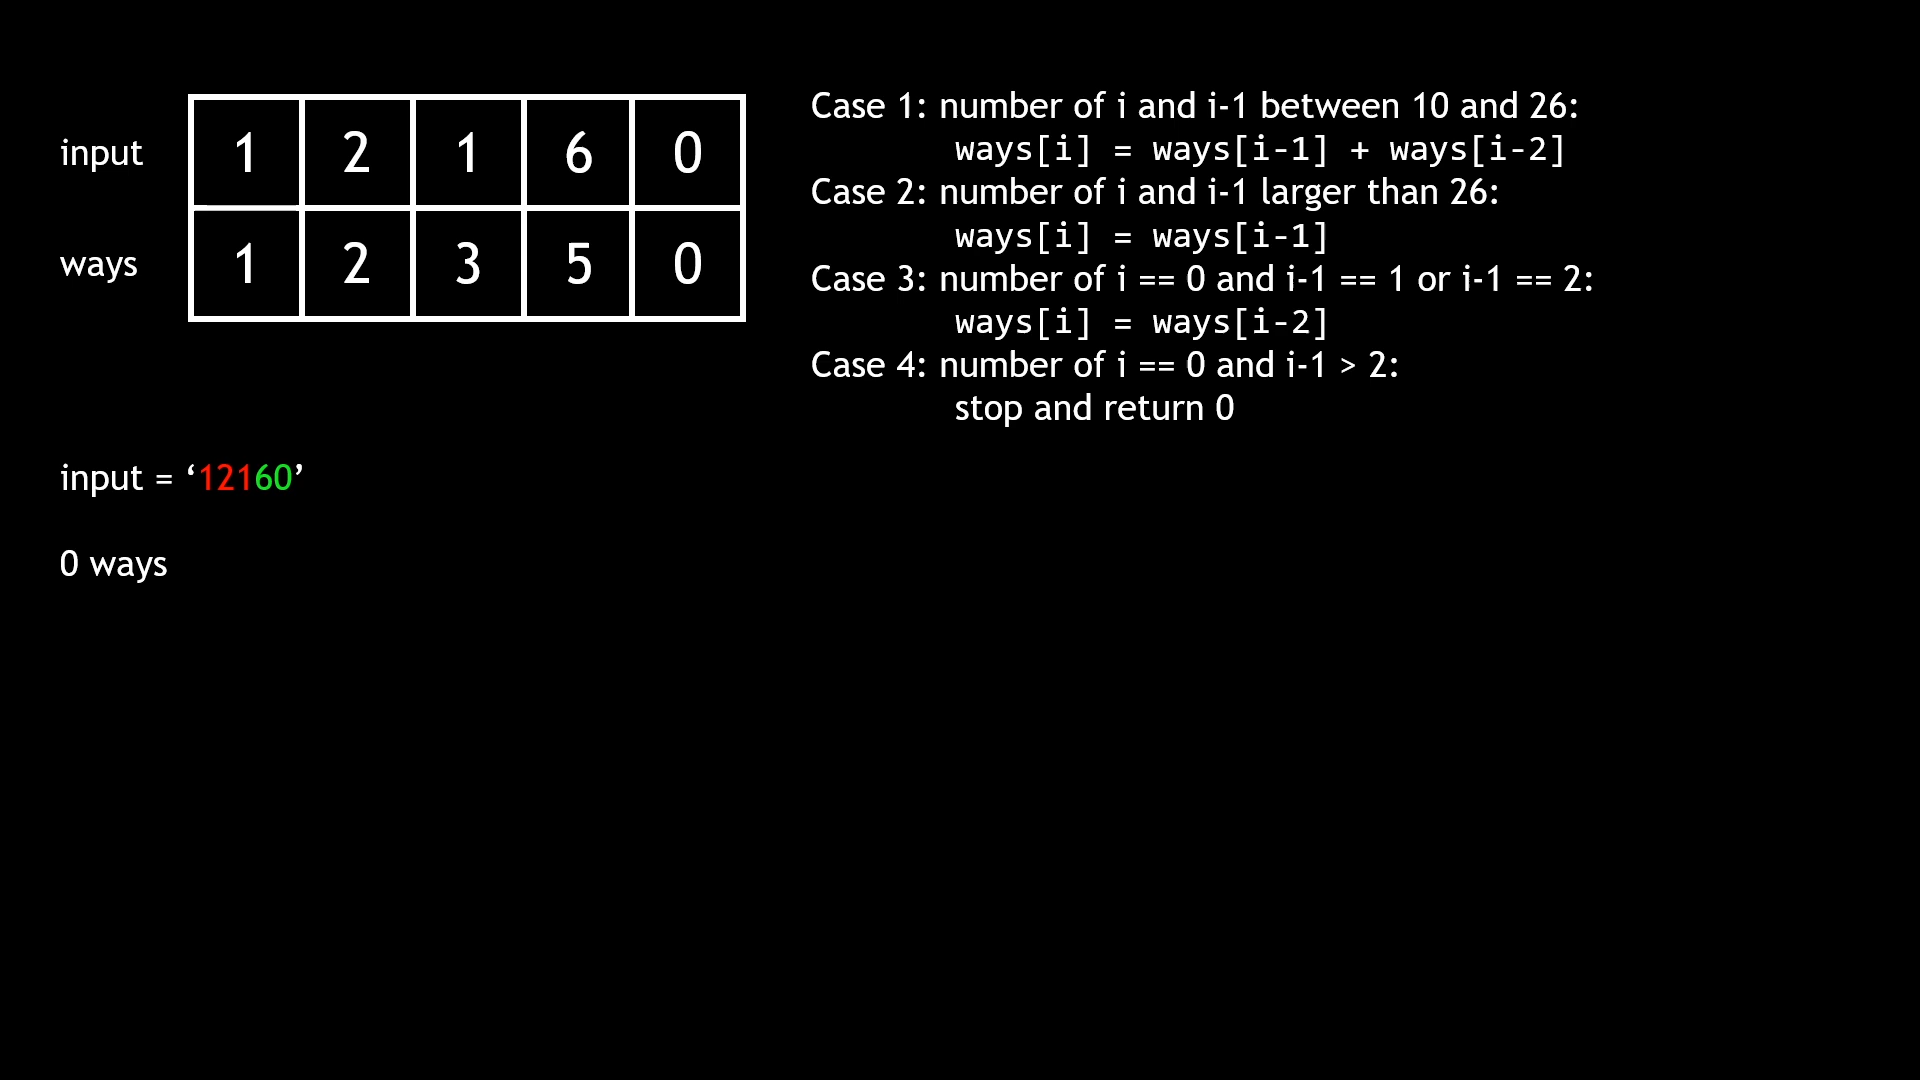 input 1 2 1 6 0
ways 1 2 3 5 0
Case 1: number of i and i-1 between 10 and 26:
ways[i] = ways[i-1] + ways[i-2]
Case 2: number of i and i-1 larger than 26:
ways[i] = ways[i-1]
Case 3: number of i == 0 and i-1 == 1 or i-1 == 2:
ways[i] = ways[i-2]
Case 4: number of i == 0 and i-1 > 2:
stop and return 0
input = ‘12160’
0 ways